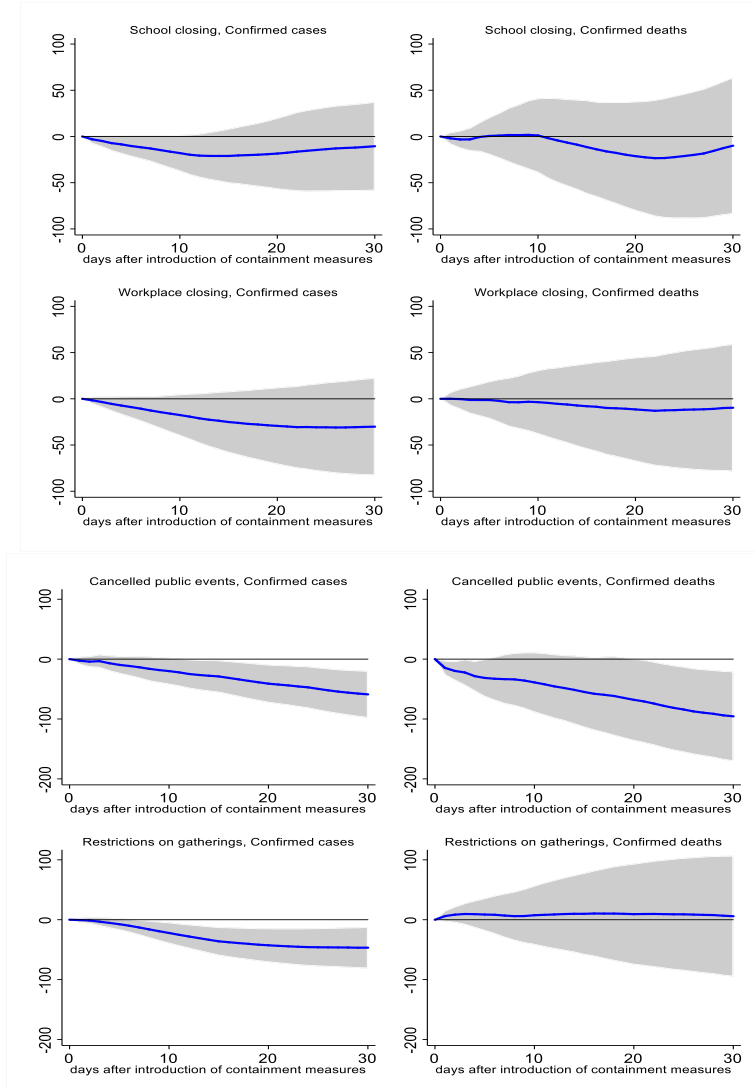 School closing, Confirmed cases
100
50
0
-50
-100
0 10 20 30
days after introduction of containment measures
School closing, Confirmed deaths
100
50
0
-50
-100
0 10 20 30
days after introduction of containment measures
Workplace closing, Confirmed cases
100
50
0
-50
-100
0 10 20 30
days after introduction of containment measures
Workplace closing, Confirmed deaths
100
50
0
-50
-100
0 10 20 30
days after introduction of containment measures
Cancelled public events, Confirmed cases
100
0
-100
-200
0 10 20 30
days after introduction of containment measures
Cancelled public events, Confirmed deaths
100
0
-100
-200
0 10 20 30
days after introduction of containment measures
Restrictions on gatherings, Confirmed cases
100
0
-100
-200
0 10 20 30
days after introduction of containment measures
Restrictions on gatherings, Confirmed deaths
100
0
-100
-200
0 10 20 30
days after introduction of containment measures